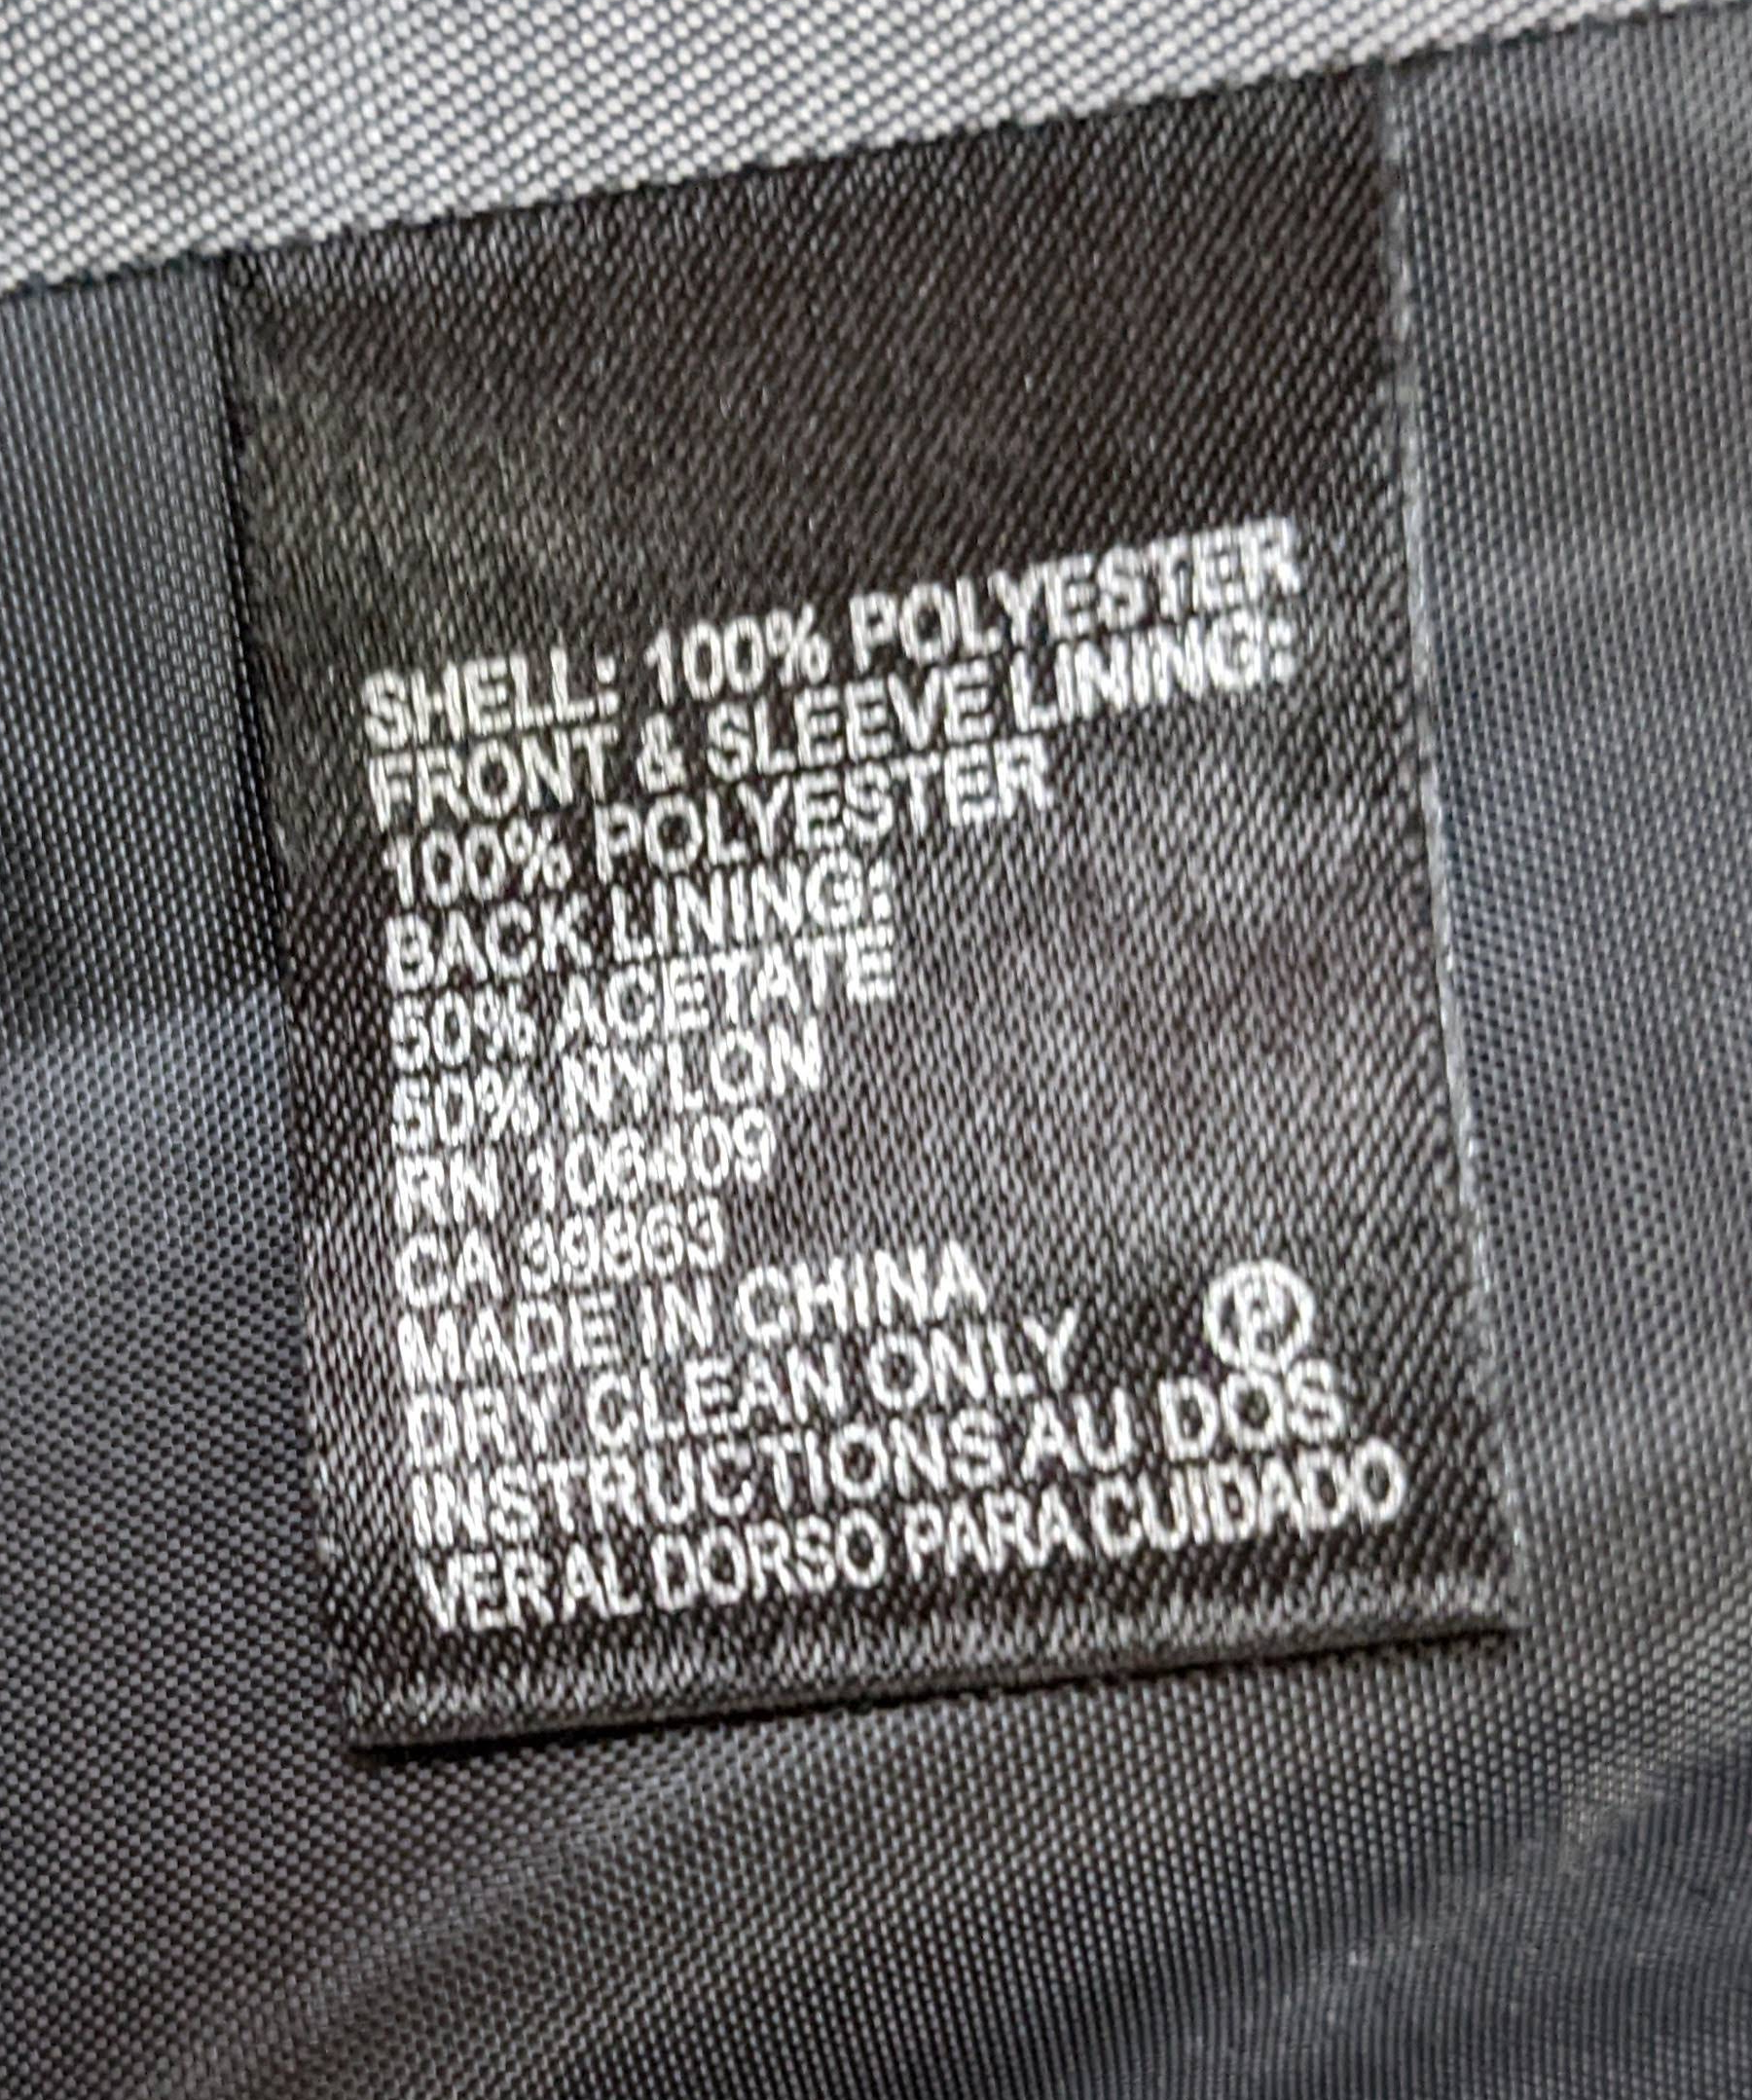 SHELL: 100% POLYESTER
FRONT & SLEEVE LINING:
100% POLYESTER
BACK LINING:
50% ACETATE
50% NYLON
RN 106409
CA 39863
MADE IN CHINA
DRY CLEAN ONLY Ⓟ
INSTRUCTIONS AU DOS
VER AL DORSO PARA CUIDADO